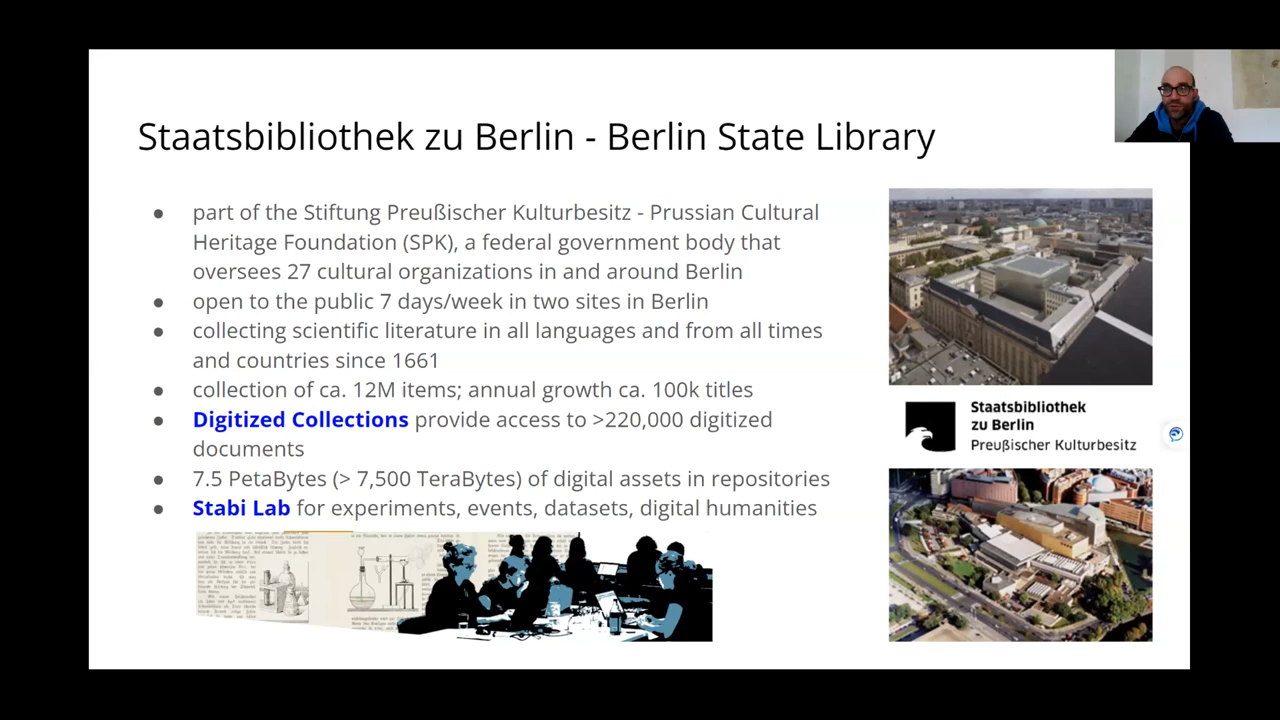 Staatsbibliothek zu Berlin - Berlin State Library
● part of the Stiftung Preußischer Kulturbesitz - Prussian Cultural
Heritage Foundation (SPK), a federal government body that
oversees 27 cultural organizations in and around Berlin
● open to the public 7 days/week in two sites in Berlin
● collecting scientific literature in all languages and from all times
and countries since 1661
● collection of ca. 12M items; annual growth ca. 100k titles
● Digitized Collections provide access to >220,000 digitized
documents
● 7.5 PetaBytes (> 7,500 TeraBytes) of digital assets in repositories
● Stabi Lab for experiments, events, datasets, digital humanities
Staatsbibliothek
zu Berlin
Preußischer Kulturbesitz